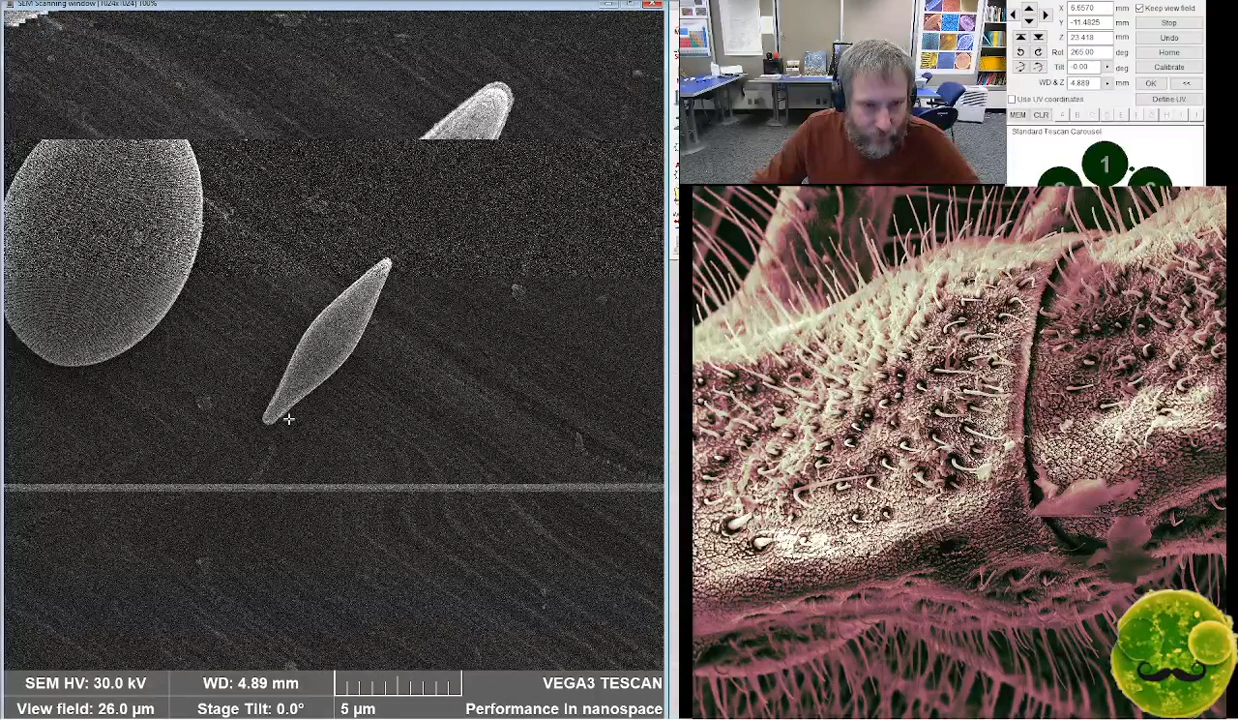 SEM Scanning window [1024x1024] 100%
SEM HV: 30.0 kV
WD: 4.89 mm
VEGA3 TESCAN
View field: 26.0 µm
Stage Tilt: 0.0°
5 µm
Performance in nanospace
X 5.5570 mm Keep view field
Y -11.4825 mm Stop
Z 23.418 mm Undo
Rot 265.00 deg Home
Tilt -0.00 deg Calibrate
WD & Z 4.889 mm OK <<
Use UV coordinates Define UV
MEM CLR
Standard Tescan Carousel
1